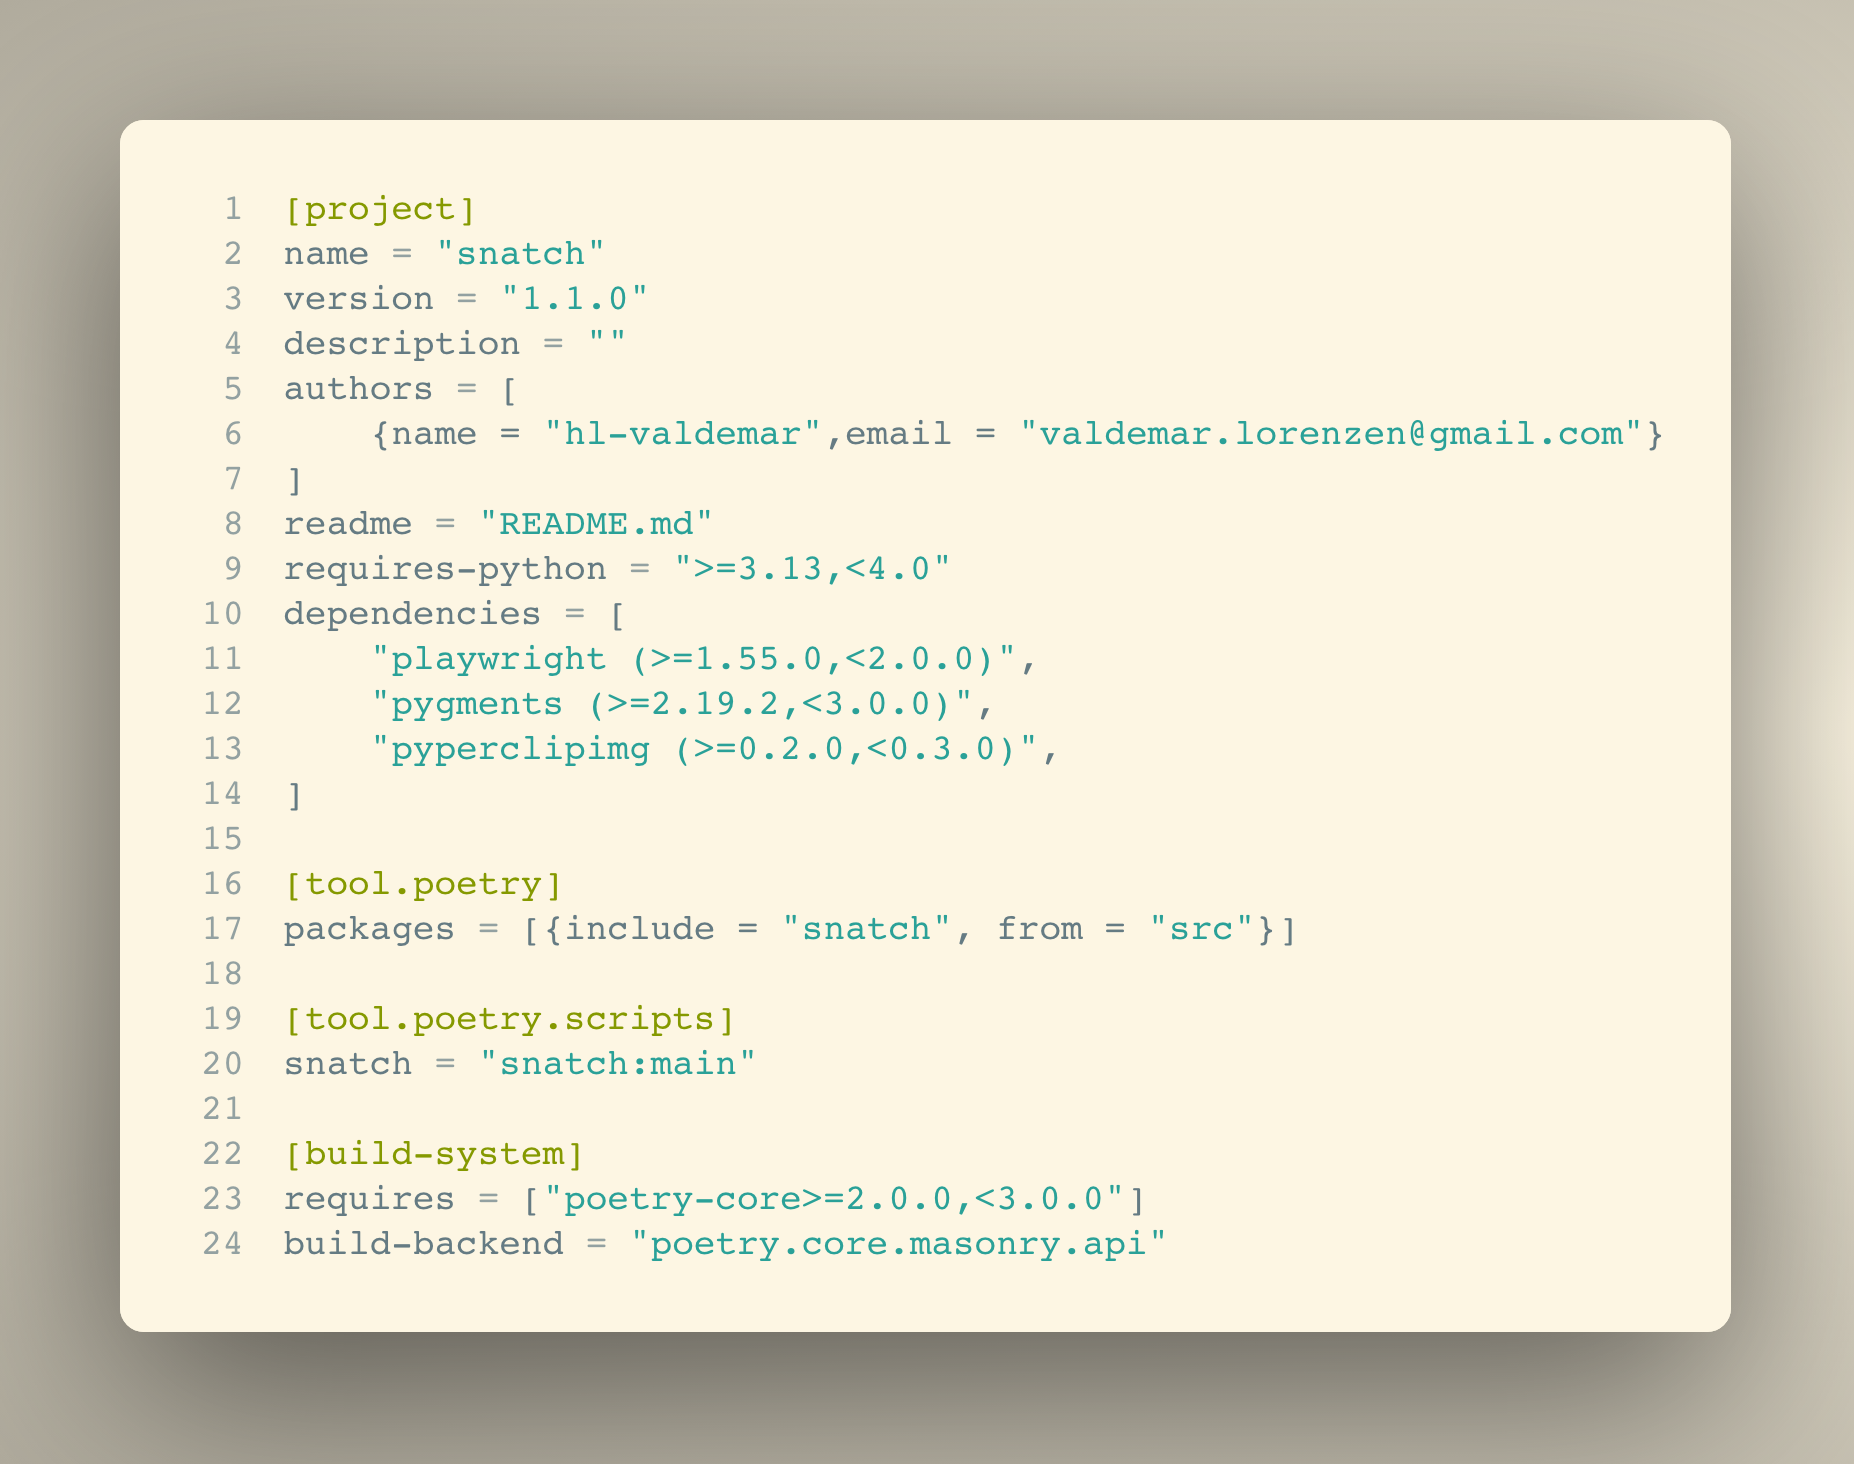 1 [project]
2 name = "snatch"
3 version = "1.1.0"
4 description = ""
5 authors = [
6     {name = "hl-valdemar",email = "valdemar.lorenzen@gmail.com"}
7 ]
8 readme = "README.md"
9 requires-python = ">=3.13,<4.0"
10 dependencies = [
11     "playwright (>=1.55.0,<2.0.0)",
12     "pygments (>=2.19.2,<3.0.0)",
13     "pyperclipimg (>=0.2.0,<0.3.0)",
14 ]
15
16 [tool.poetry]
17 packages = [{include = "snatch", from = "src"}]
18
19 [tool.poetry.scripts]
20 snatch = "snatch:main"
21
22 [build-system]
23 requires = ["poetry-core>=2.0.0,<3.0.0"]
24 build-backend = "poetry.core.masonry.api"